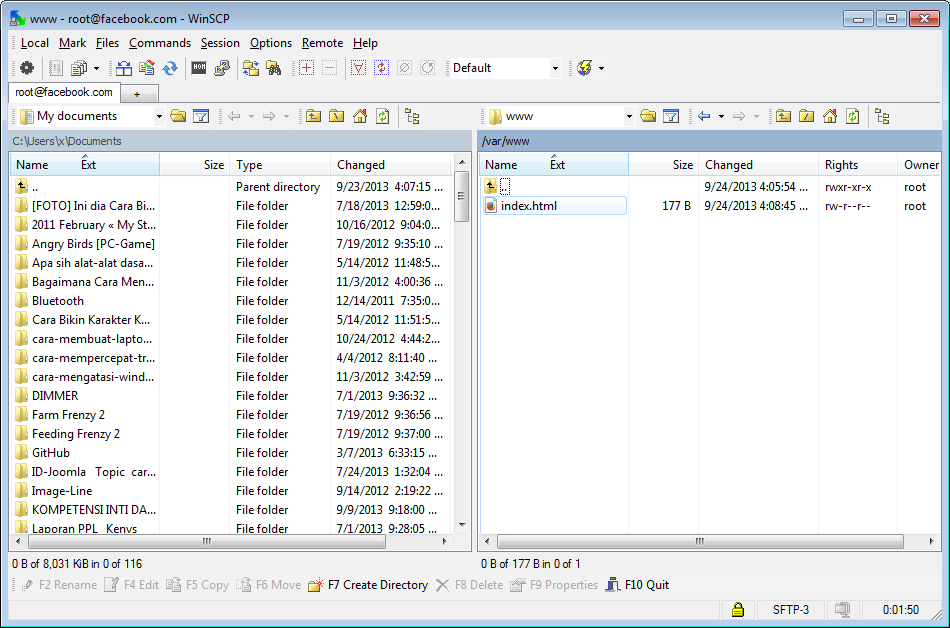 www - root@facebook.com - WinSCP
Local Mark Files Commands Session Options Remote Help
Default
root@facebook.com +
My documents
www
C:\Users\x\Documents
/var/www
Name Ext Size Type Changed
Name Ext Size Changed Rights Owner
.. Parent directory 9/23/2013 4:07:15 ...
.. 9/24/2013 4:05:54 ... rwxr-xr-x root
[FOTO] Ini dia Cara Bi... File folder 7/18/2013 12:59:0...
index.html 177 B 9/24/2013 4:08:45 ... rw-r--r-- root
2011 February « My St... File folder 10/16/2012 9:04:0...
Angry Birds [PC-Game] File folder 7/19/2012 9:35:10 ...
Apa sih alat-alat dasa... File folder 5/14/2012 11:48:5...
Bagaimana Cara Men... File folder 11/3/2012 4:00:36 ...
Bluetooth File folder 12/14/2011 7:35:0...
Cara Bikin Karakter K... File folder 5/14/2012 11:51:5...
cara-membuat-lapto... File folder 10/24/2012 4:44:2...
cara-mempercepat-tr... File folder 4/4/2012 8:11:40 ...
cara-mengatasi-wind... File folder 11/3/2012 3:42:59 ...
DIMMER File folder 7/1/2013 9:36:32 ...
Farm Frenzy 2 File folder 7/19/2012 9:36:56 ...
Feeding Frenzy 2 File folder 7/19/2012 9:37:00 ...
GitHub File folder 3/7/2013 6:33:15 ...
ID-Joomla Topic car... File folder 7/24/2013 1:32:04 ...
Image-Line File folder 9/14/2012 2:19:22 ...
KOMPETENSI INTI DA... File folder 9/9/2013 9:18:00 ...
Laporan PPL Kenys File folder 7/1/2013 9:28:05 ...
0 B of 8,031 KiB in 0 of 116
0 B of 177 B in 0 of 1
F2 Rename F4 Edit F5 Copy F6 Move F7 Create Directory F8 Delete F9 Properties F10 Quit
SFTP-3 0:01:50